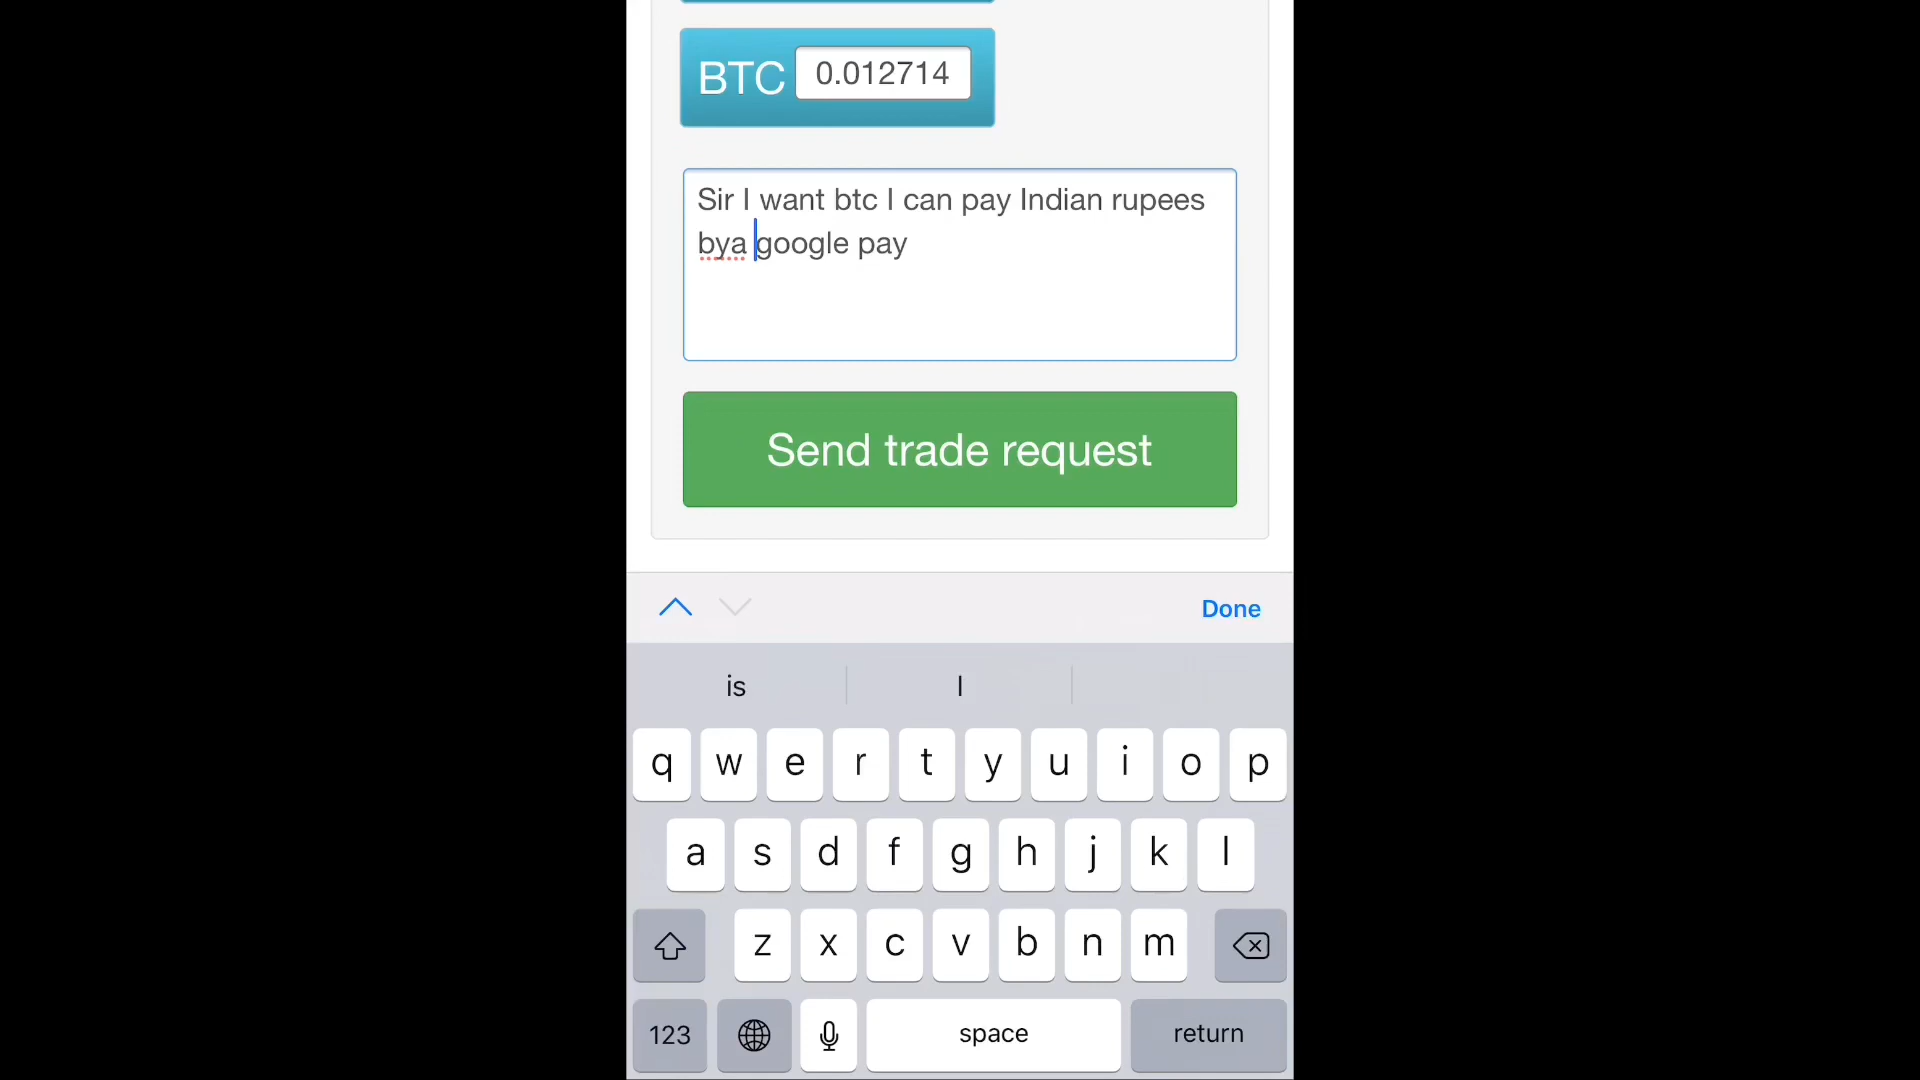 BTC 0.012714
Sir I want btc I can pay Indian rupees
bya google pay
Send trade request
Done
is I
q w e r t y u i o p
a s d f g h j k l
z x c v b n m
123 space return